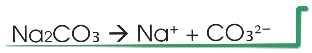 Na₂CO₃ → Na⁺ + CO₃²⁻